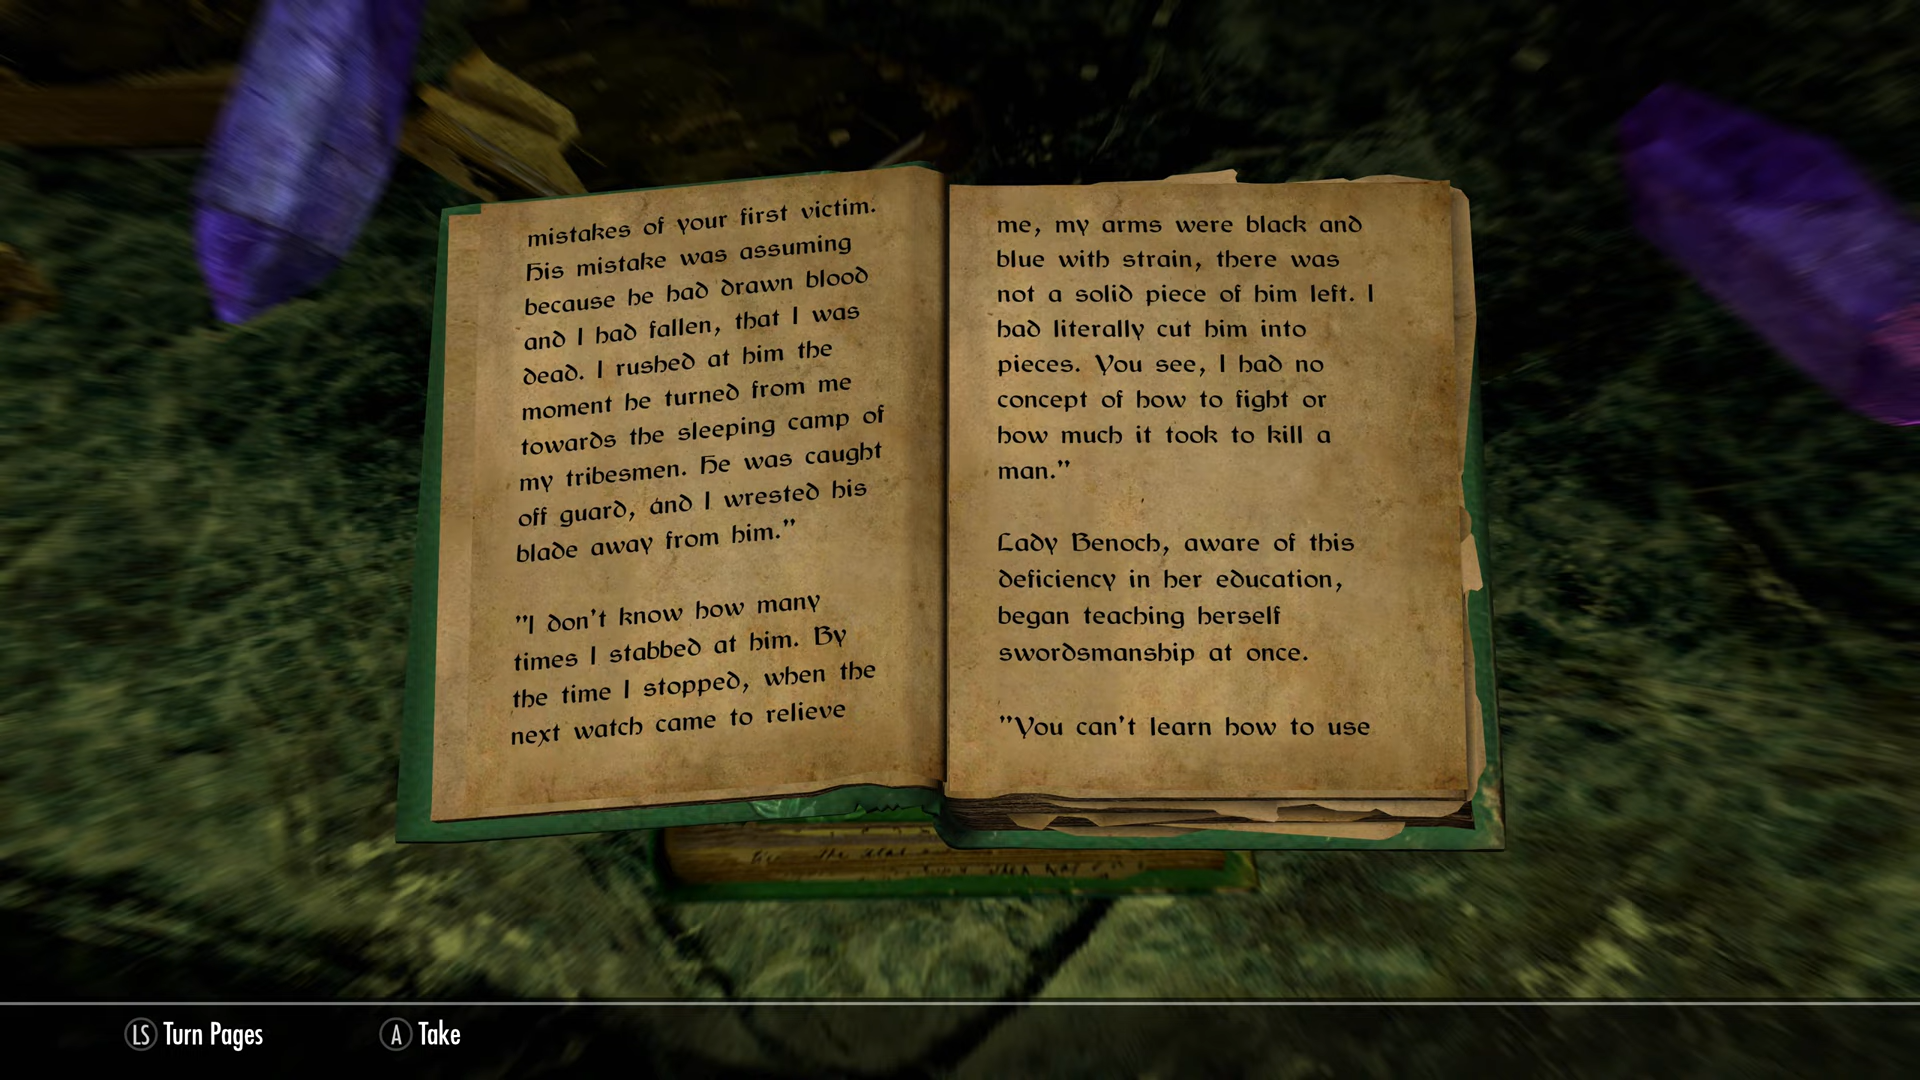 mistakes of your first victim.
His mistake was assuming
because he had drawn blood
and I had fallen, that I was
dead. I rushed at him the
moment he turned from me
towards the sleeping camp of
my tribesmen. He was caught
off guard, and I wrested his
blade away from him."
"I don't know how many
times I stabbed at him. By
the time I stopped, when the
next watch came to relieve
me, my arms were black and
blue with strain, there was
not a solid piece of him left. I
had literally cut him into
pieces. You see, I had no
concept of how to fight or
how much it took to kill a
man."
Lady Benoch, aware of this
deficiency in her education,
began teaching herself
swordsmanship at once.
"You can't learn how to use
LS Turn Pages
A Take